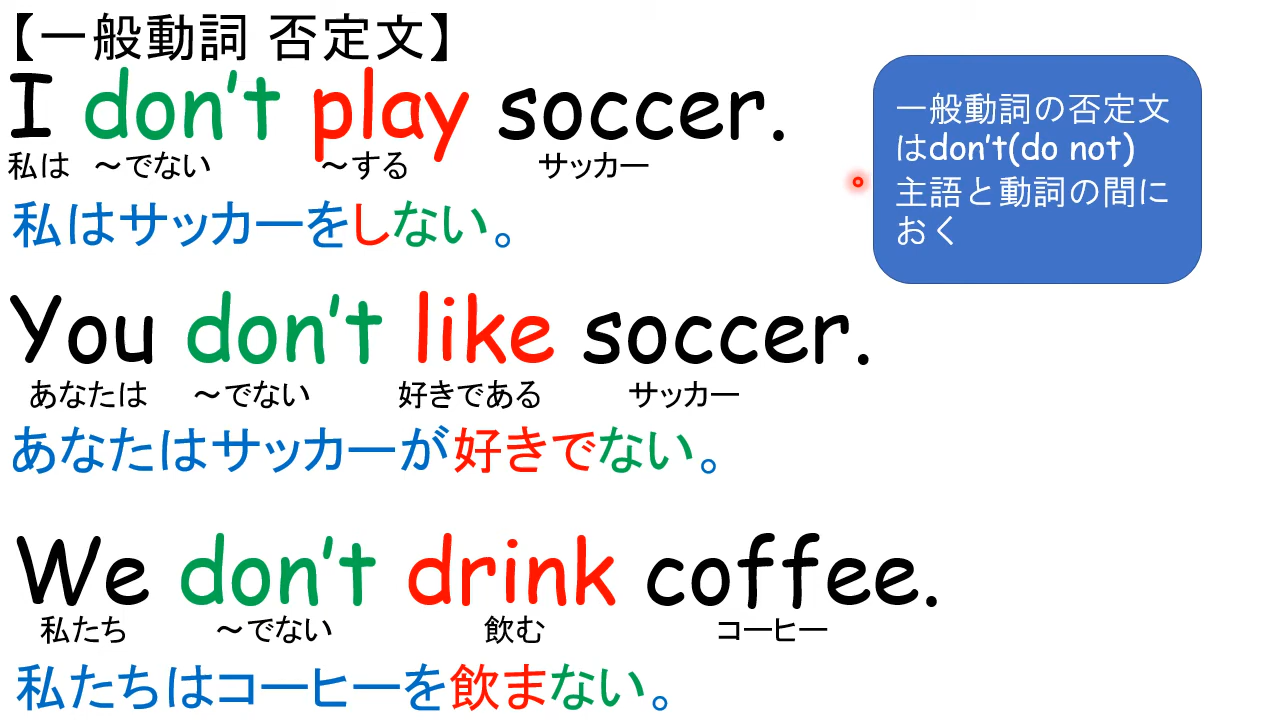 【一般動詞 否定文】
I don't play soccer.
私は ～でない ～する サッカー
私はサッカーをしない。
You don't like soccer.
あなたは ～でない 好きである サッカー
あなたはサッカーが好きでない。
We don't drink coffee.
私たち ～でない 飲む コーヒー
私たちはコーヒーを飲まない。
一般動詞の否定文
はdon't(do not)
主語と動詞の間に
おく